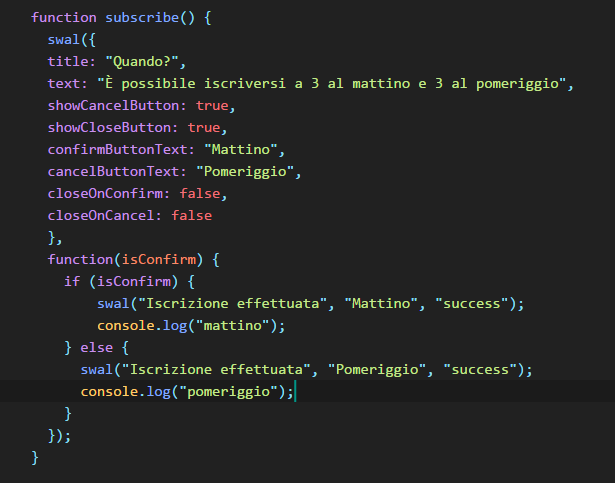 function subscribe() {
  swal({
  title: "Quando?",
  text: "È possibile iscriversi a 3 al mattino e 3 al pomeriggio",
  showCancelButton: true,
  showCloseButton: true,
  confirmButtonText: "Mattino",
  cancelButtonText: "Pomeriggio",
  closeOnConfirm: false,
  closeOnCancel: false
  },
  function(isConfirm) {
    if (isConfirm) {
        swal("Iscrizione effettuata", "Mattino", "success");
        console.log("mattino");
    } else {
      swal("Iscrizione effettuata", "Pomeriggio", "success");
      console.log("pomeriggio");
    }
  });
}